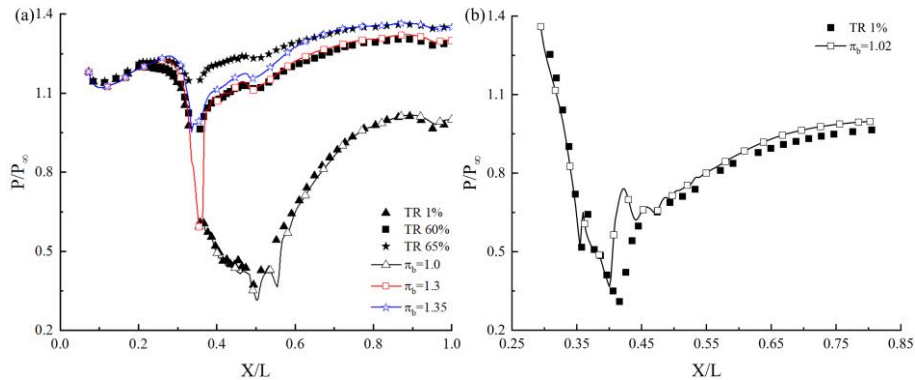 (a)
1.4
1.1
0.8
0.5
0.2
P/P∞
TR 1%
TR 60%
TR 65%
πb=1.0
πb=1.3
πb=1.35
0.0 0.2 0.4 0.6 0.8 1.0
X/L
(b)
1.4
1.1
0.8
0.5
0.2
P/P∞
TR 1%
πb=1.02
0.25 0.35 0.45 0.55 0.65 0.75 0.85
X/L